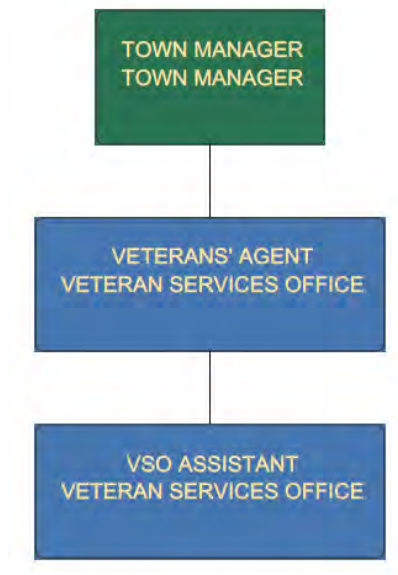 TOWN MANAGER
TOWN MANAGER
VETERANS' AGENT
VETERAN SERVICES OFFICE
VSO ASSISTANT
VETERAN SERVICES OFFICE